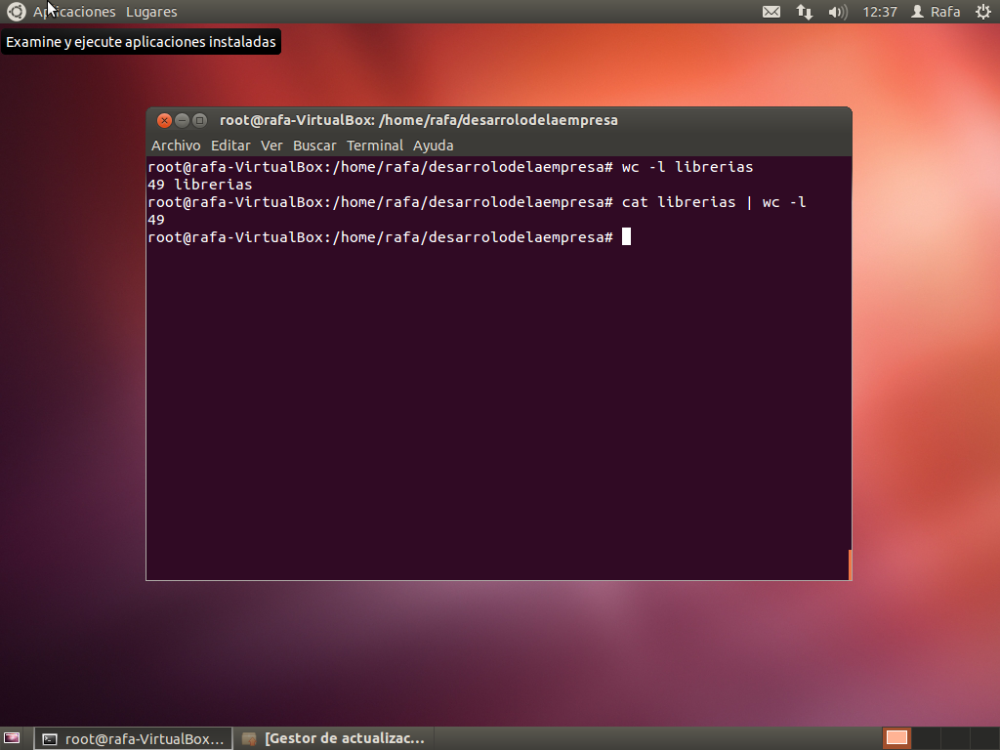 Aplicaciones Lugares 12:37 Rafa
Examine y ejecute aplicaciones instaladas
root@rafa-VirtualBox: /home/rafa/desarrolodelaempresa
Archivo Editar Ver Buscar Terminal Ayuda
root@rafa-VirtualBox:/home/rafa/desarrolodelaempresa# wc -l librerias
49 librerias
root@rafa-VirtualBox:/home/rafa/desarrolodelaempresa# cat librerias | wc -l
49
root@rafa-VirtualBox:/home/rafa/desarrolodelaempresa#
root@rafa-VirtualBox... [Gestor de actualizac...